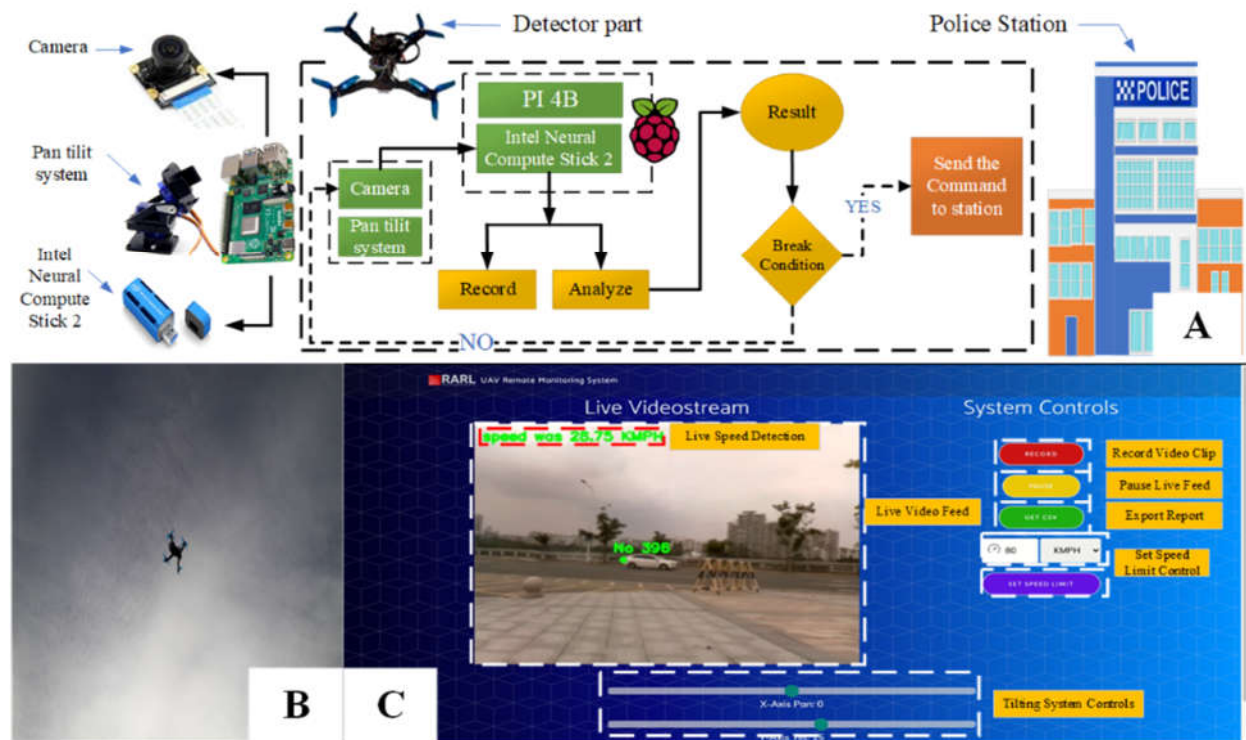 Camera
Detector part
Police Station
Pan tilit
system
Intel
Neural
Compute
Stick 2
PI 4B
Intel Neural
Compute Stick 2
Camera
Pan tilit
system
Record
Analyze
Result
Break
Condition
YES
NO
Send the
Command
to station
POLICE
A
B
C
RARL UAV Remote Monitoring System
Live Videostream
System Controls
speed was 28.75 KMPH
Live Speed Detection
No 396
Live Video Feed
RECORD
Record Video Clip
PAUSE
Pause Live Feed
GET CSV
Export Report
80 KMPH
Set Speed
Limit Control
SET SPEED LIMIT
X-Axis Pan: 0
Tilting System Controls